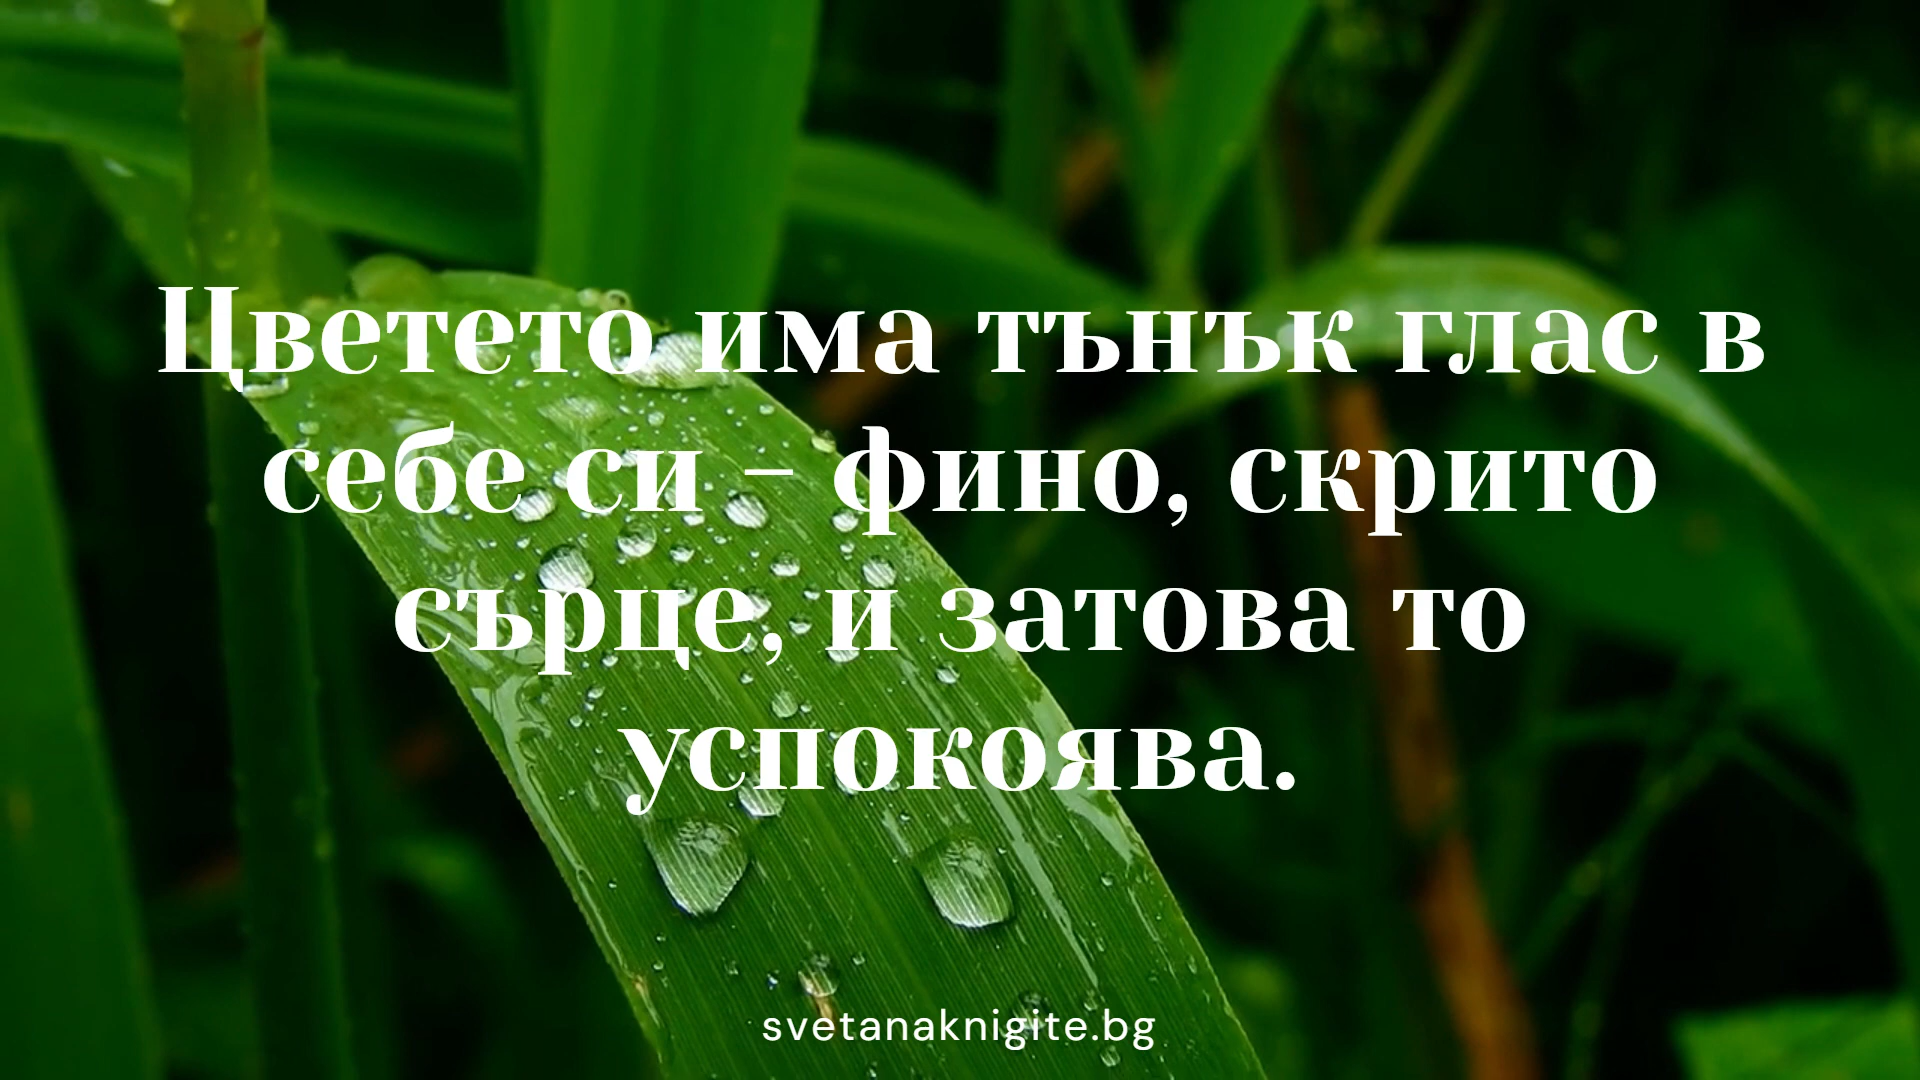 Цветето има тънък глас в
себе си – фино, скрито
сърце, и затова то
успокоява.
svetanaknigite.bg